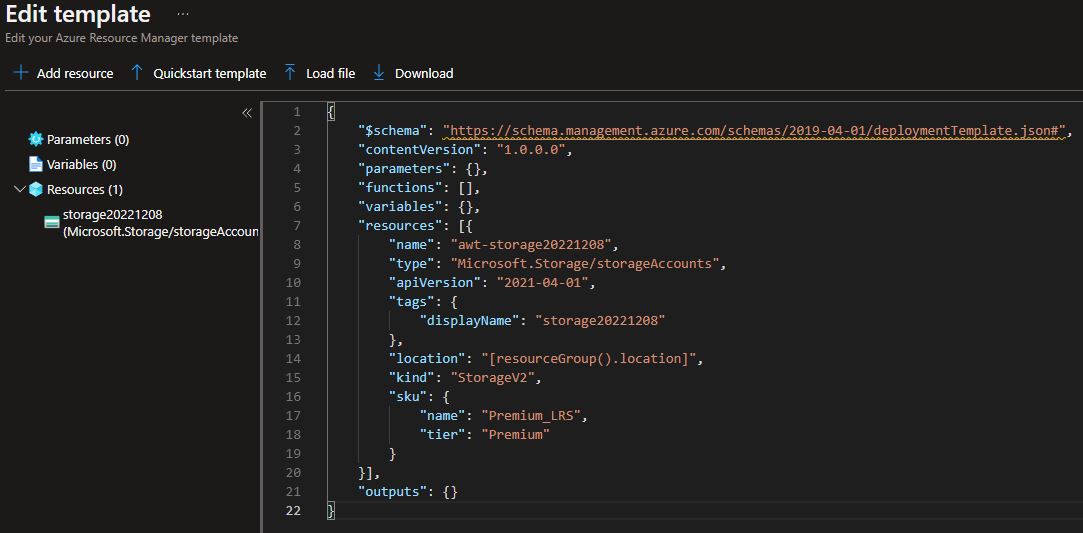 Edit template ...
Edit your Azure Resource Manager template
Add resource Quickstart template Load file Download
«
Parameters (0)
Variables (0)
Resources (1)
storage20221208
(Microsoft.Storage/storageAccoun
1 {
2 "$schema": "https://schema.management.azure.com/schemas/2019-04-01/deploymentTemplate.json#",
3 "contentVersion": "1.0.0.0",
4 "parameters": {},
5 "functions": [],
6 "variables": {},
7 "resources": [{
8 "name": "awt-storage20221208",
9 "type": "Microsoft.Storage/storageAccounts",
10 "apiVersion": "2021-04-01",
11 "tags": {
12 "displayName": "storage20221208"
13 },
14 "location": "[resourceGroup().location]",
15 "kind": "StorageV2",
16 "sku": {
17 "name": "Premium_LRS",
18 "tier": "Premium"
19 }
20 }],
21 "outputs": {}
22 }